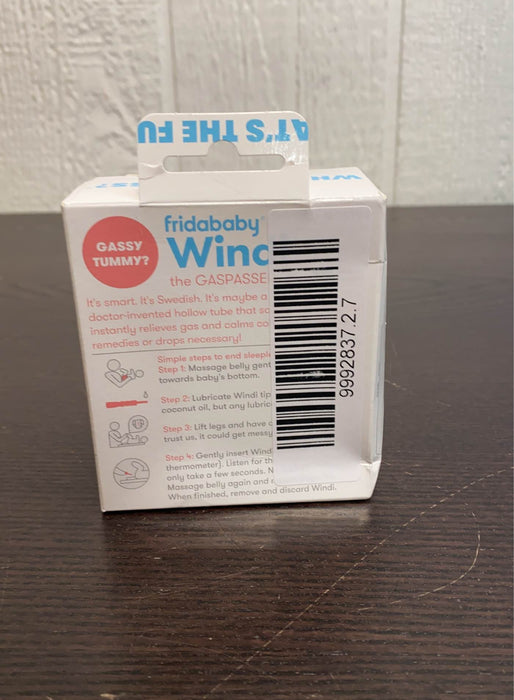 AT'S THE FU
fridababy®
GASSY
TUMMY?
Wind
the GASPASSE
It's smart. It's Swedish. It's maybe a
doctor-invented hollow tube that sa
instantly relieves gas and calms co
remedies or drops necessary!
Simple steps to end sleepl
Step 1: Massage belly gent
towards baby's bottom.
Step 2: Lubricate Windi tip
coconut oil, but any lubric
Step 3: Lift legs and have c
trust us, it could get messy
Step 4: Gently insert Wind
thermometer). Listen for th
only take a few seconds. N
Massage belly again and r
When finished, remove and discard Windi.
9992837.2.7